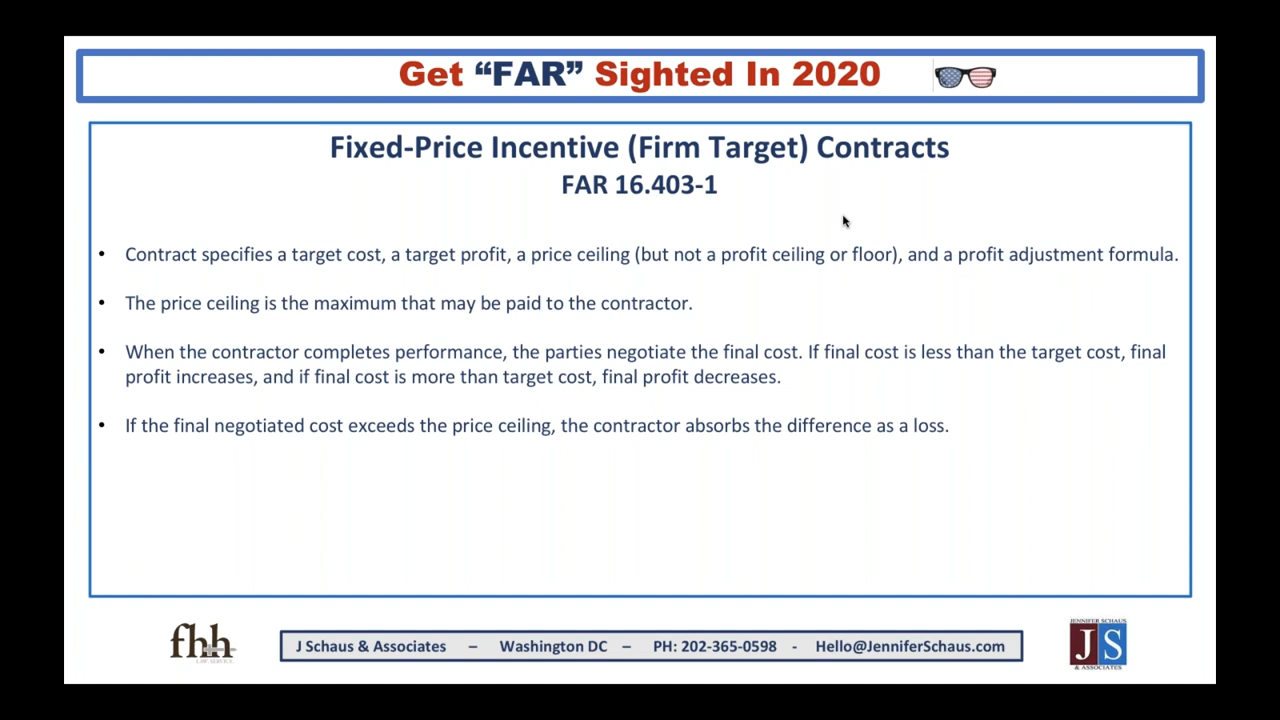 Get “FAR” Sighted In 2020
Fixed-Price Incentive (Firm Target) Contracts
FAR 16.403-1
• Contract specifies a target cost, a target profit, a price ceiling (but not a profit ceiling or floor), and a profit adjustment formula.
• The price ceiling is the maximum that may be paid to the contractor.
• When the contractor completes performance, the parties negotiate the final cost. If final cost is less than the target cost, final
profit increases, and if final cost is more than target cost, final profit decreases.
• If the final negotiated cost exceeds the price ceiling, the contractor absorbs the difference as a loss.
fhh
LAW SERVICE
J Schaus & Associates – Washington DC – PH: 202-365-0598 - Hello@JenniferSchaus.com
JENNIFER SCHAUS
JS
& ASSOCIATES